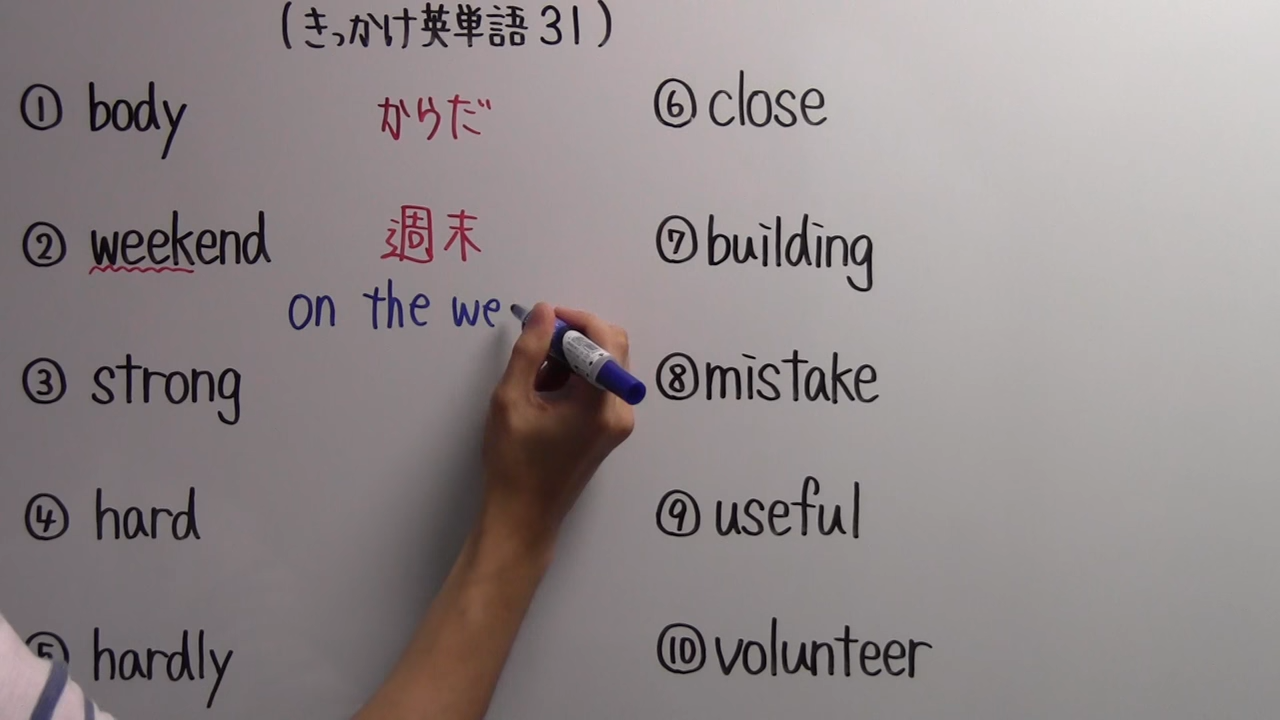 (きっかけ英単語31)
① body からだ
② weekend 週末
on the we
③ strong
④ hard
⑤ hardly
⑥ close
⑦ building
⑧ mistake
⑨ useful
⑩ volunteer